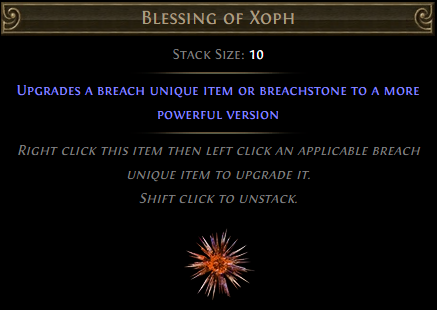 Blessing of Xoph
Stack Size: 10
Upgrades a breach unique item or breachstone to a more
powerful version
Right click this item then left click an applicable breach
unique item to upgrade it.
Shift click to unstack.